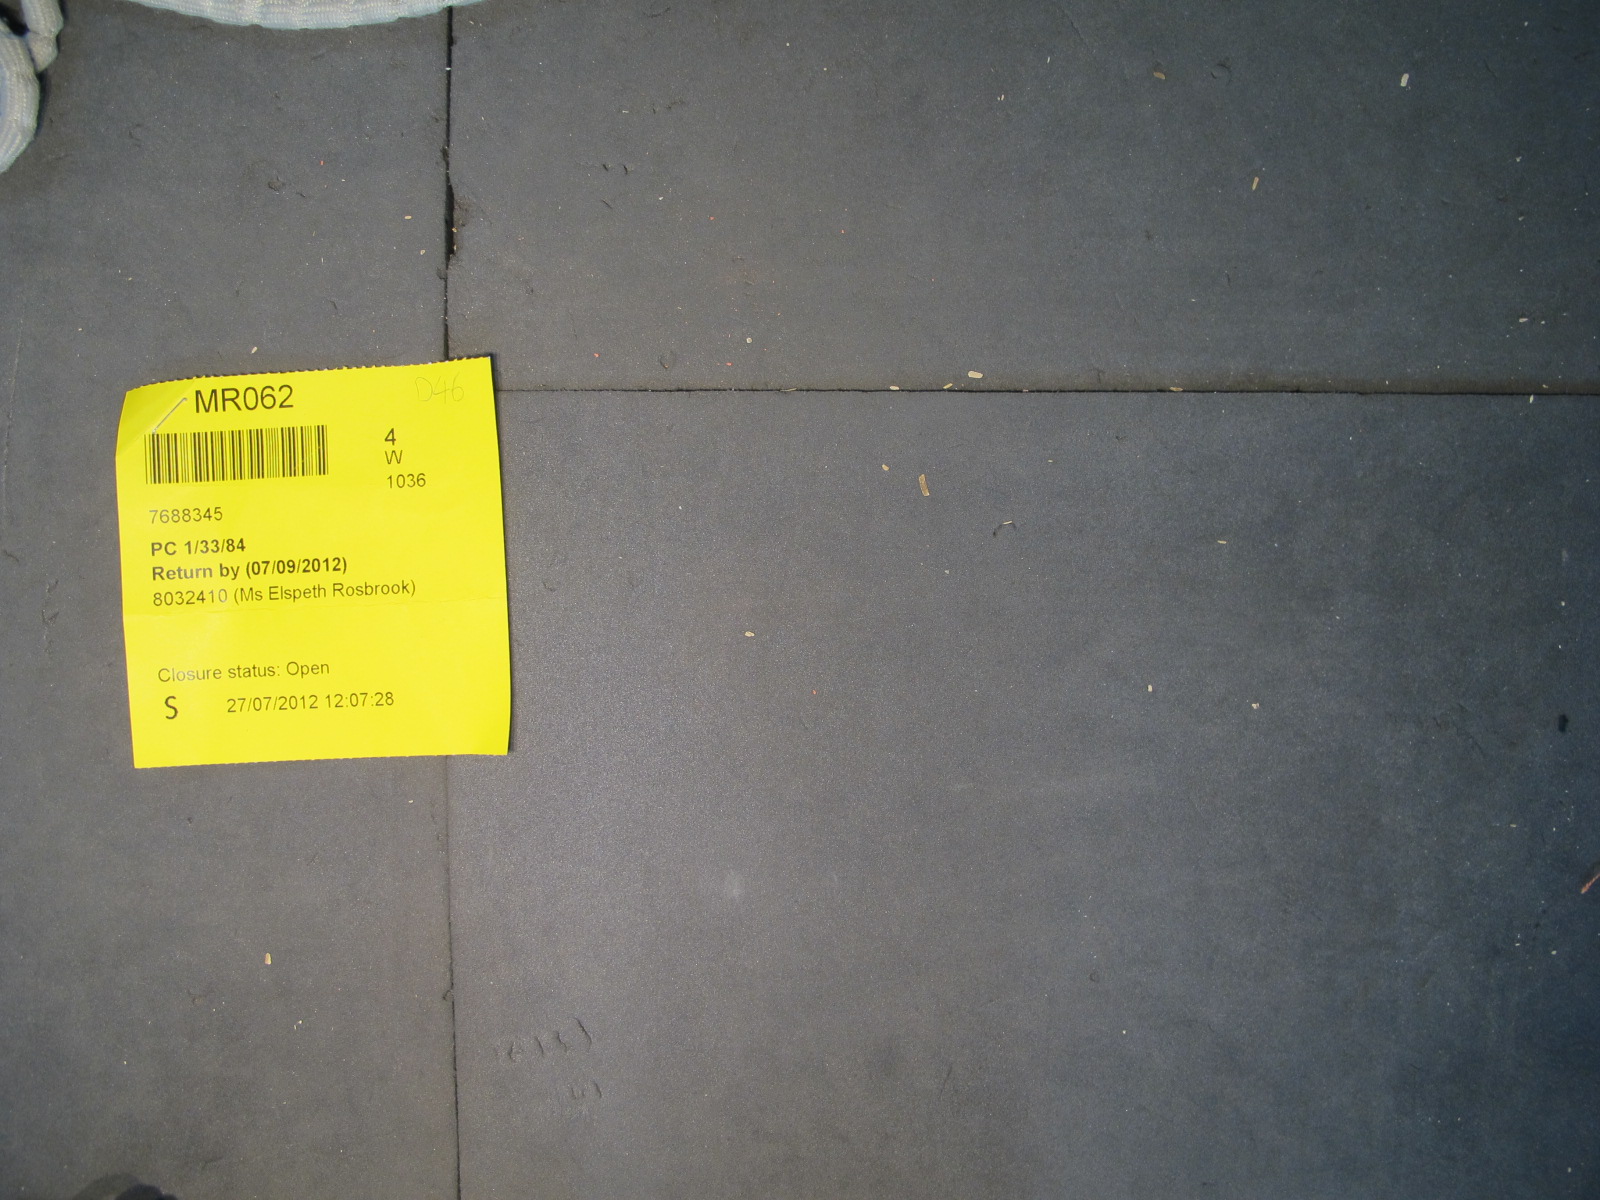 MR062 D46
4
W
1036
7688345
PC 1/33/84
Return by (07/09/2012)
8032410 (Ms Elspeth Rosbrook)
Closure status: Open
S 27/07/2012 12:07:28